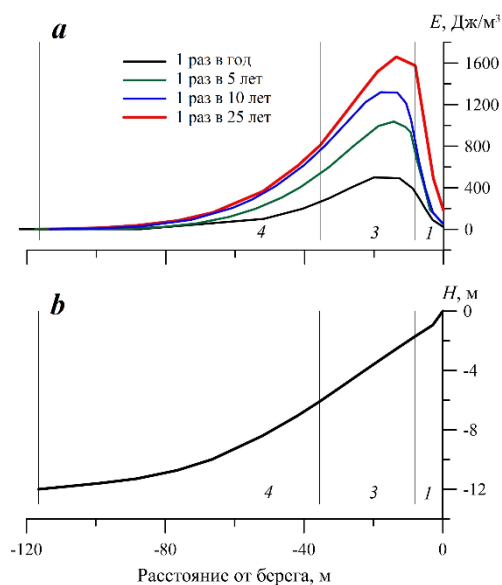 a
E, Дж/м³
1 раз в год
1 раз в 5 лет
1 раз в 10 лет
1 раз в 25 лет
1600
1200
800
400
0
4 3 1
b
H, м
0
-4
-8
-12
4 3 1
-120 -80 -40 0
Расстояние от берега, м